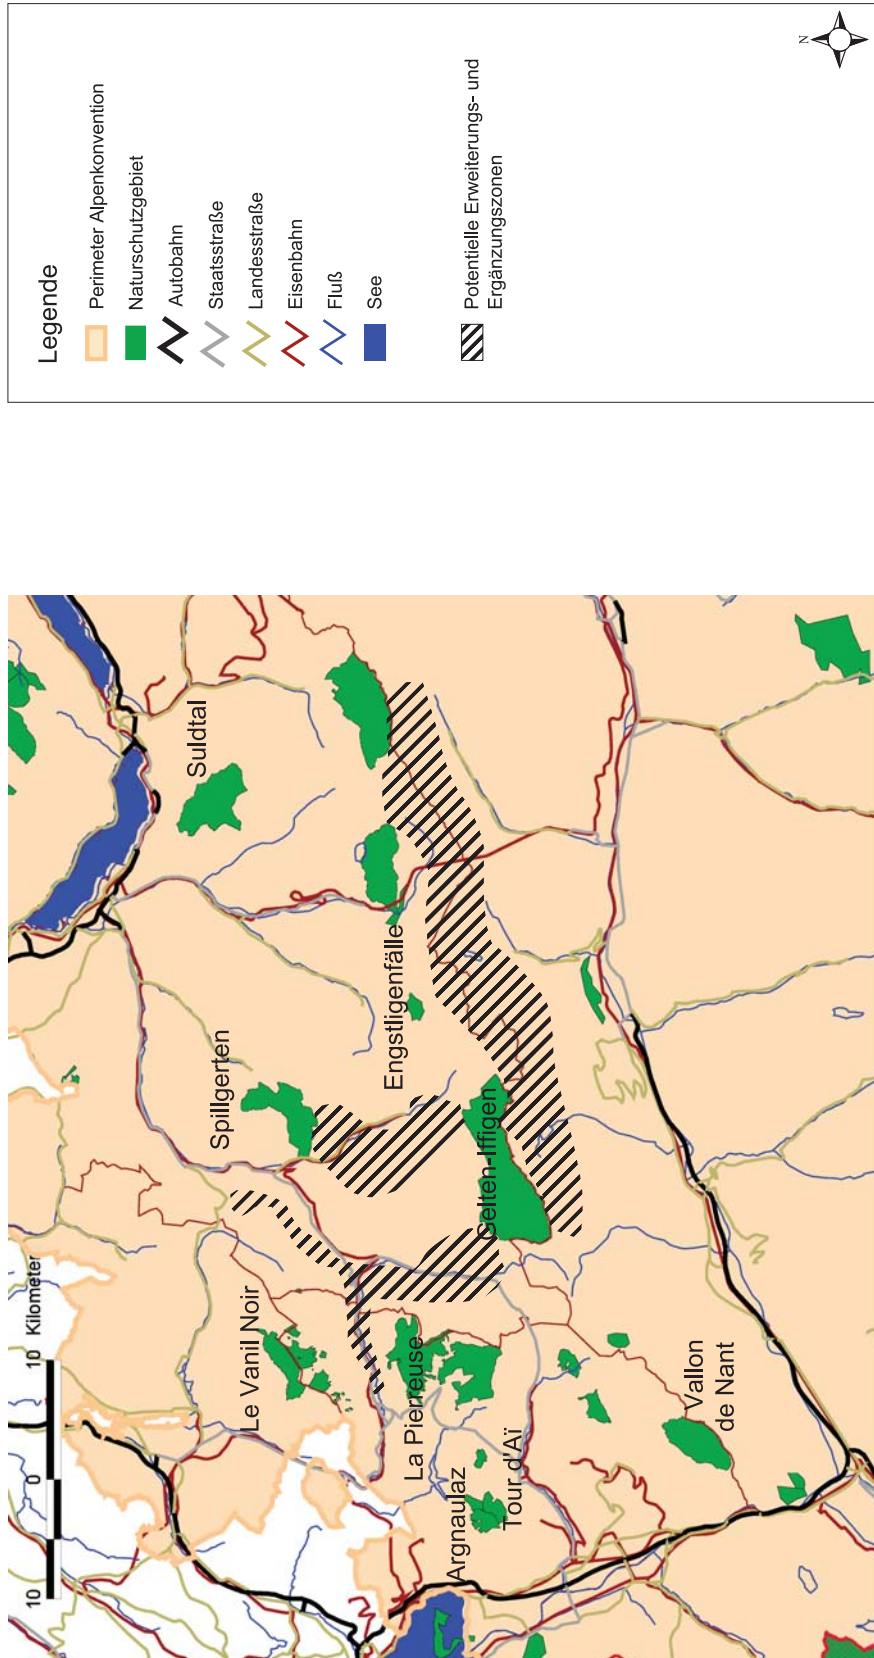 10
0
10
Kilometer
Suldtal
Spillgerten
Engstligenfälle
Le Vanil Noir
Gelten-Iffigen
La Pierreuse
Argnaulaz
Tour d'Aï
Vallon
de Nant
Legende
Perimeter Alpenkonvention
Naturschutzgebiet
Autobahn
Staatsstraße
Landesstraße
Eisenbahn
Fluß
See
Potentielle Erweiterungs- und
Ergänzungszonen
N